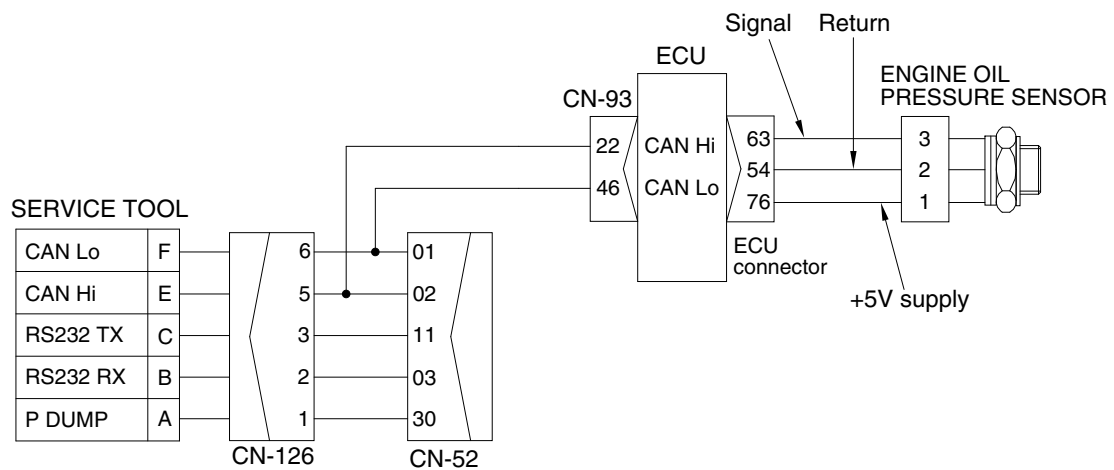 Signal Return
ECU
ENGINE OIL
PRESSURE SENSOR
CN-93
22 CAN Hi 63 3
54 2
46 CAN Lo
76 1
ECU
connector
+5V supply
SERVICE TOOL
CAN Lo F 6 01
CAN Hi E 5 02
RS232 TX C 3 11
RS232 RX B 2 03
P DUMP A 1 30
CN-126 CN-52